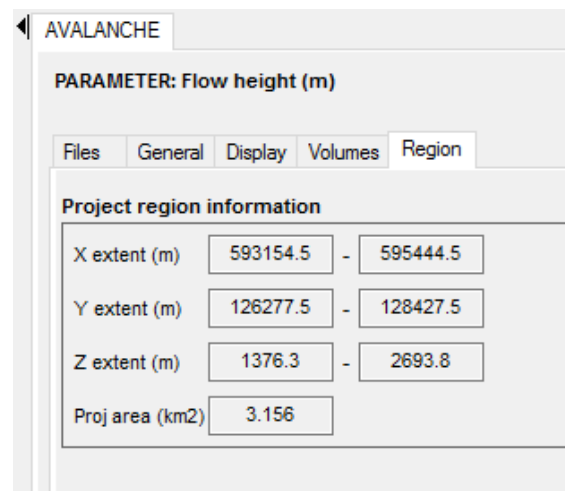 AVALANCHE
PARAMETER: Flow height (m)
Files General Display Volumes Region
Project region information
X extent (m) 593154.5 - 595444.5
Y extent (m) 126277.5 - 128427.5
Z extent (m) 1376.3 - 2693.8
Proj area (km2) 3.156